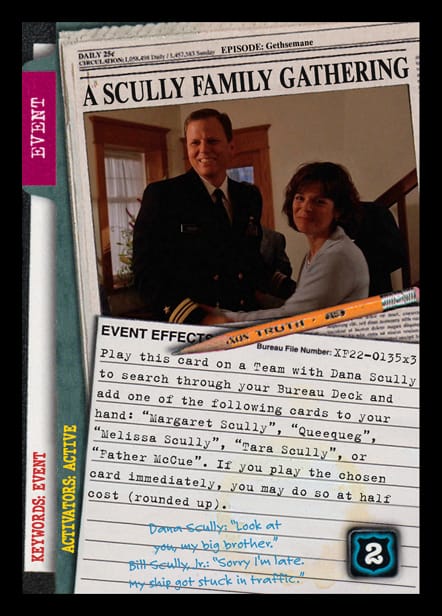 DAILY 25¢
CIRCULATION: 1,058,498 Daily / 1,457,583 Sunday
EPISODE: Gethsemane
A SCULLY FAMILY GATHERING
EVENT
TRUTH
EVENT EFFECTS
Bureau File Number: XF22-0135x3
Play this card on a Team with Dana Scully
to search through your Bureau Deck and
add one of the following cards to your
hand: “Margaret Scully”, “Queequeg”,
“Melissa Scully”, “Tara Scully”, or
“Father McCue”. If you play the chosen
card immediately, you may do so at half
cost (rounded up).
Dana Scully: “Look at
you, my big brother.”
Bill Scully, Jr.: “Sorry I'm late.
my ship got stuck in traffic.”
2
KEYWORDS: EVENT
ACTIVATORS: ACTIVE